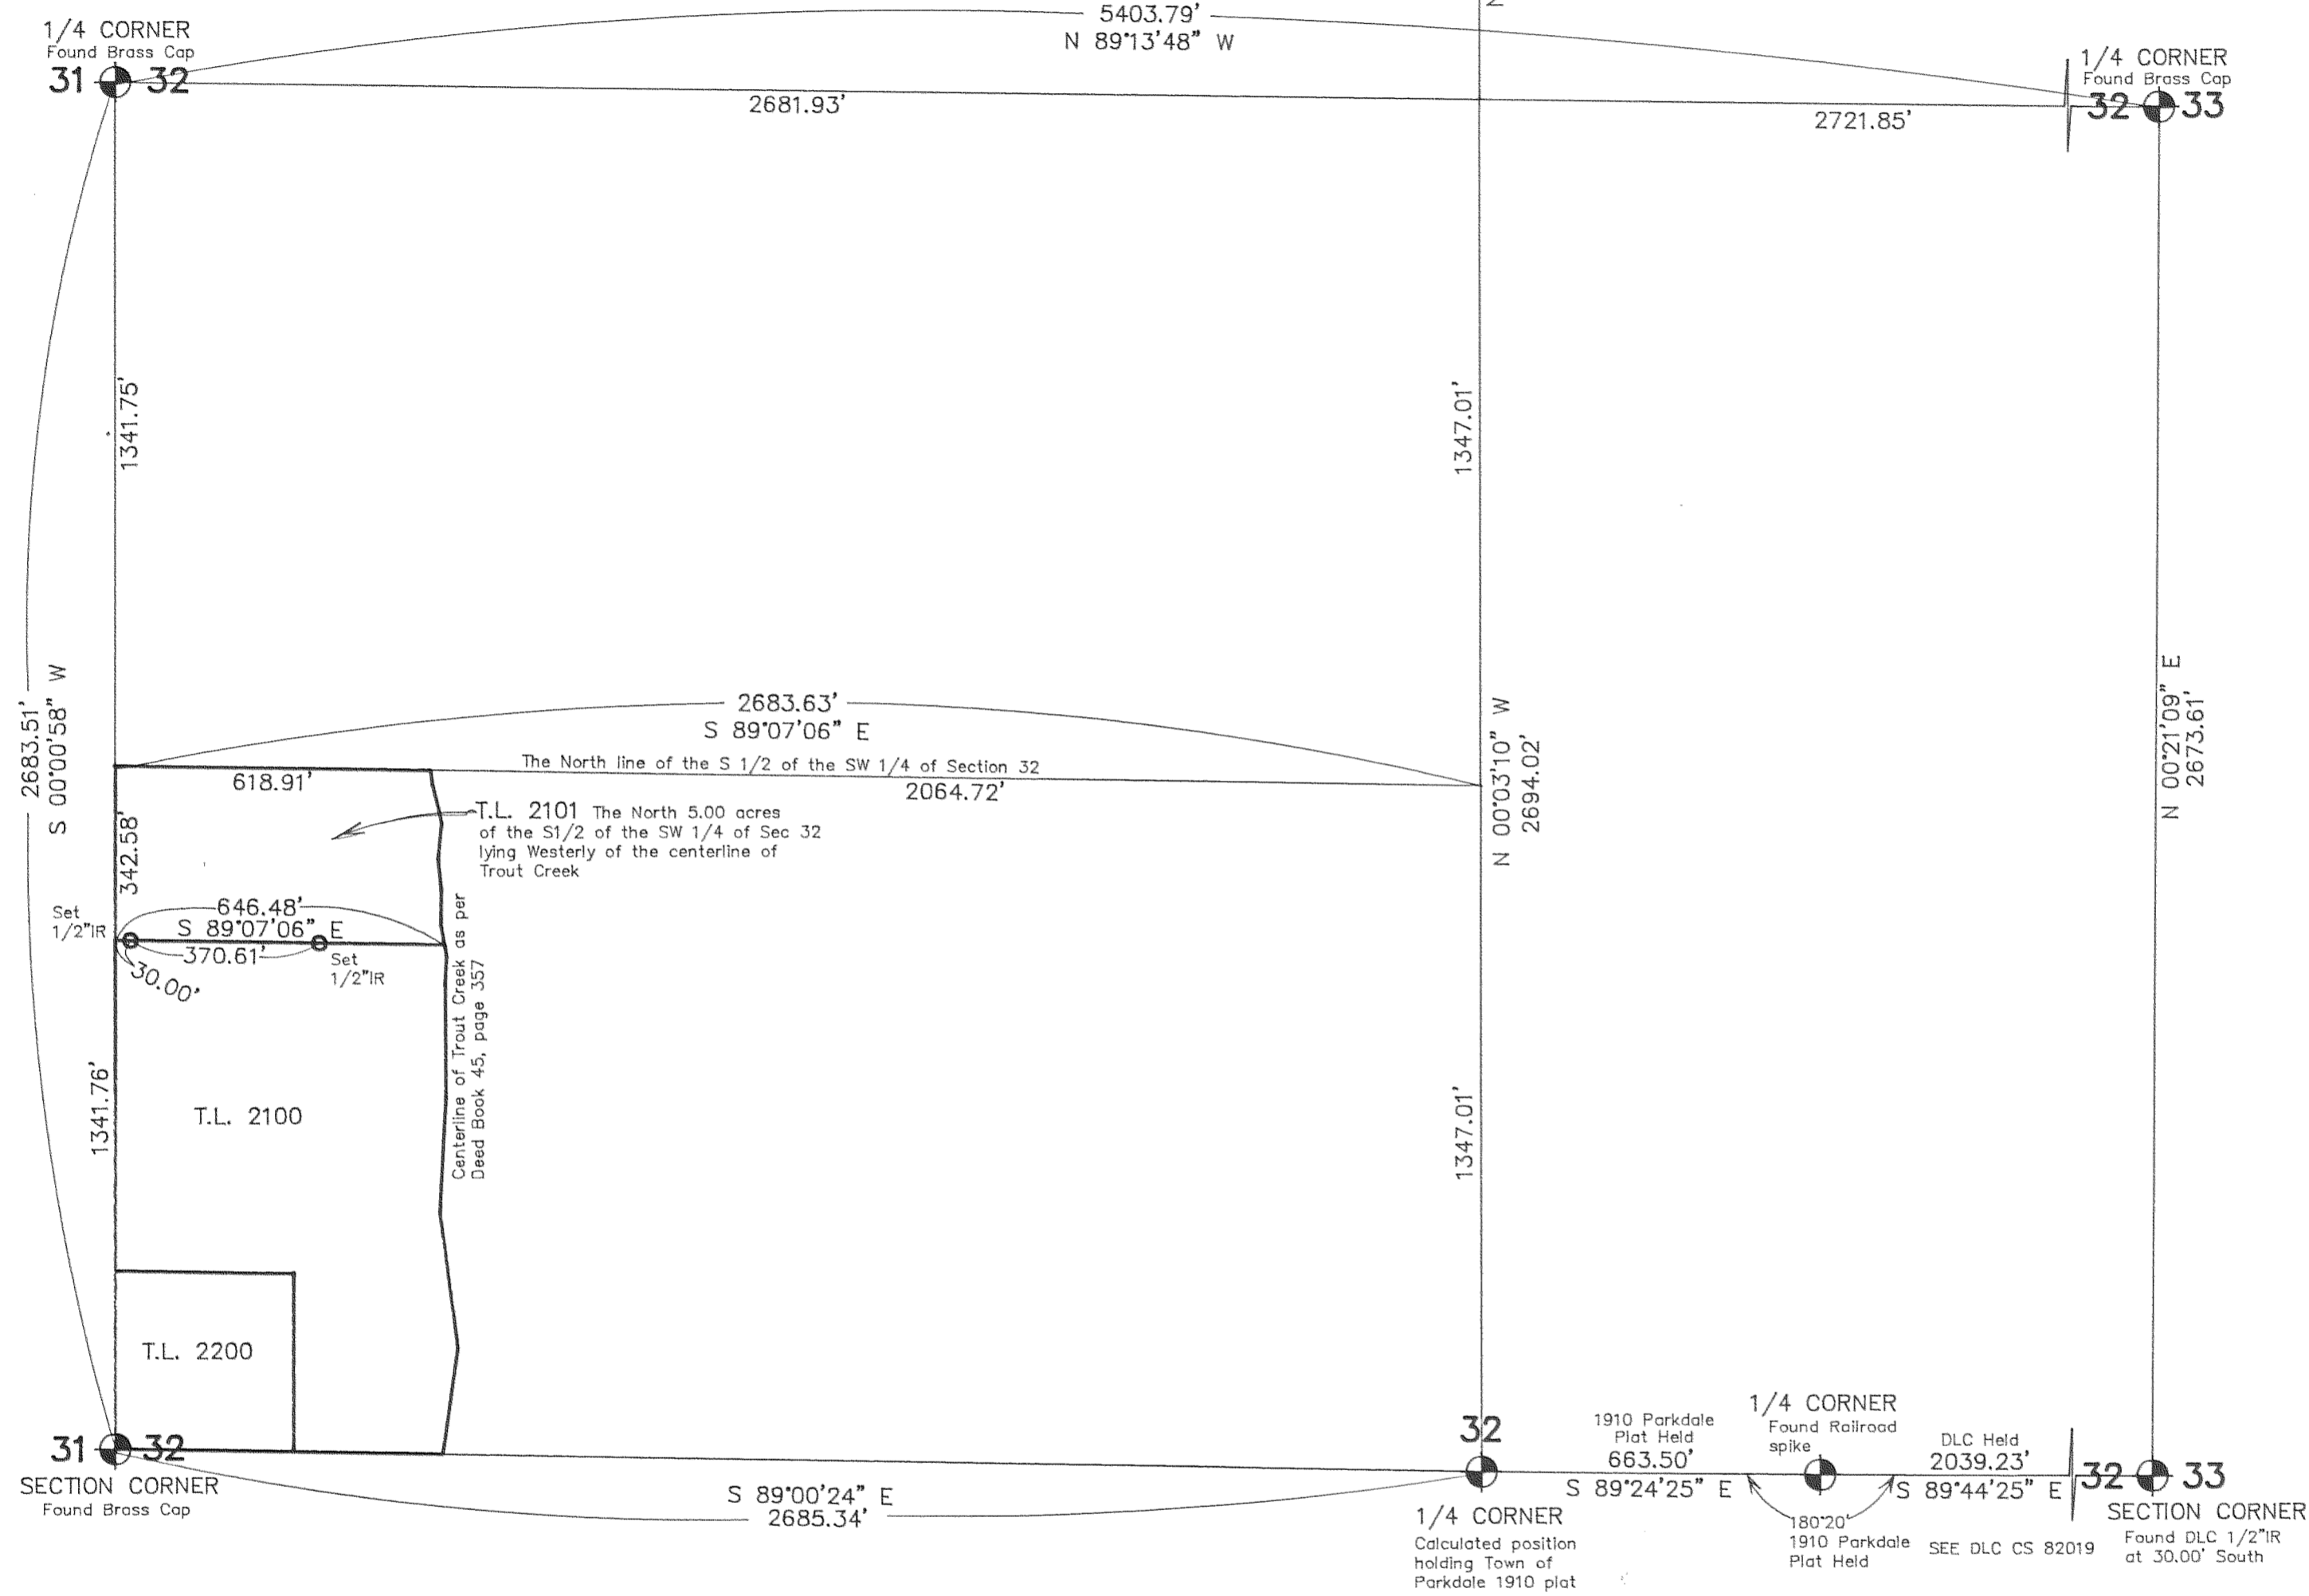 5403.79'
N 89°13'48" W
1/4 CORNER
Found Brass Cap
31 32
1/4 CORNER
Found Brass Cap
32 33
2681.93'
2721.85'
1341.75'
1347.01'
2683.51'
S 00°00'58" W
2683.63'
S 89°07'06" E
The North line of the S 1/2 of the SW 1/4 of Section 32
618.91'
2064.72'
N 00°03'10" W
2694.02'
N 00°21'09" E
2673.61'
T.L. 2101 The North 5.00 acres
of the S1/2 of the SW 1/4 of Sec 32
lying Westerly of the centerline of
Trout Creek
342.58'
646.48'
S 89°07'06" E
370.61'
Set
1/2"IR
Set
1/2"IR
30.00'
Centerline of Trout Creek as per
Deed Book 45, page 357
1341.76'
T.L. 2100
1347.01'
T.L. 2200
31 32
SECTION CORNER
Found Brass Cap
S 89°00'24" E
2685.34'
32
1/4 CORNER
Calculated position
holding Town of
Parkdale 1910 plat
1910 Parkdale
Plat Held
663.50'
S 89°24'25" E
1/4 CORNER
Found Railroad
spike
180°20'
1910 Parkdale
Plat Held
DLC Held
2039.23'
S 89°44'25" E
SEE DLC CS 82019
32 33
SECTION CORNER
Found DLC 1/2"IR
at 30.00' South